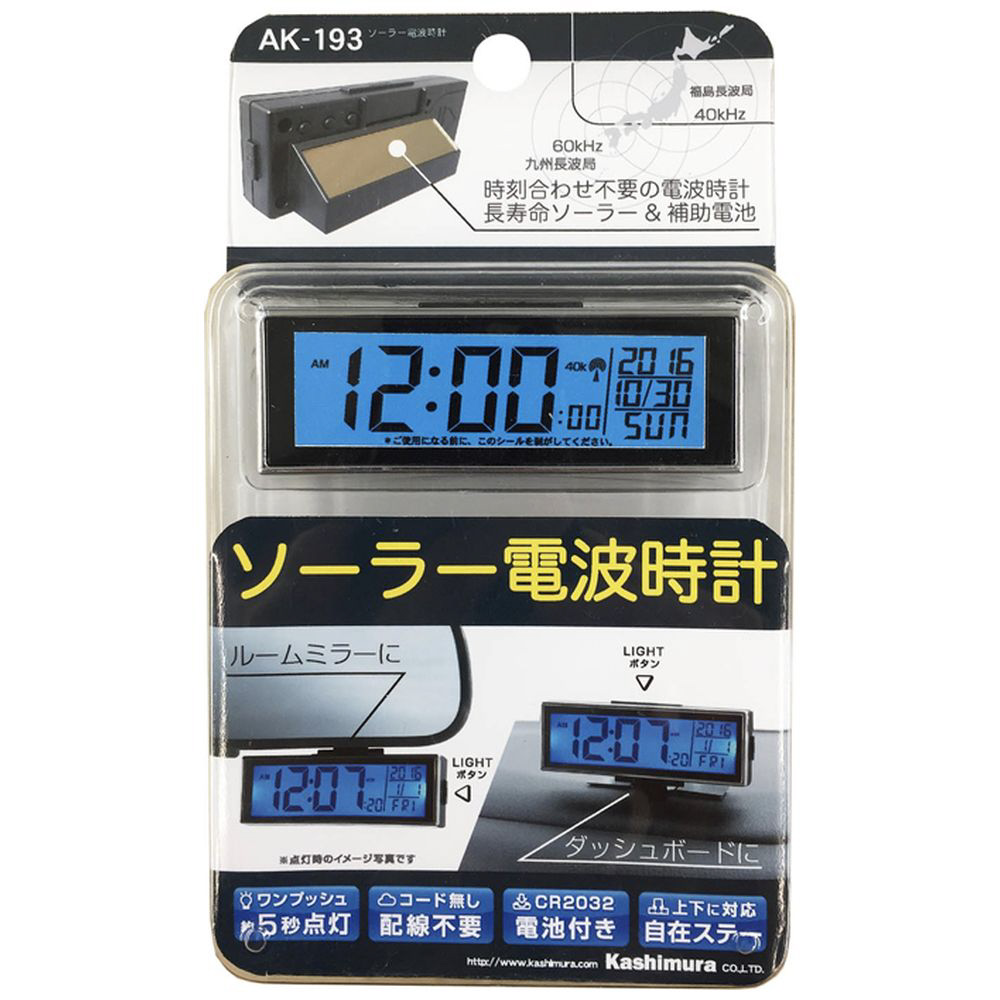 AK-193 ソーラー電波時計
福島長波局
40kHz
60kHz
九州長波局
時刻合わせ不要の電波時計
長寿命ソーラー&補助電池
AM 12:00:00 40k 2016
10/30
SUN
*ご使用になる前に、このシールを剥がしてください。
ソーラー電波時計
ルームミラーに
LIGHT
ボタン
AM 12:07:20 2016
1/1
FRI
LIGHT
ボタン
AM 12:07:20 2016
1/1
FRI
ダッシュボードに
※点灯時のイメージ写真です
ワンプッシュ
約5秒点灯
コード無し
配線不要
CR2032
電池付き
上下に対応
自在ステー
http://www.kashimura.com Kashimura CO.,LTD.